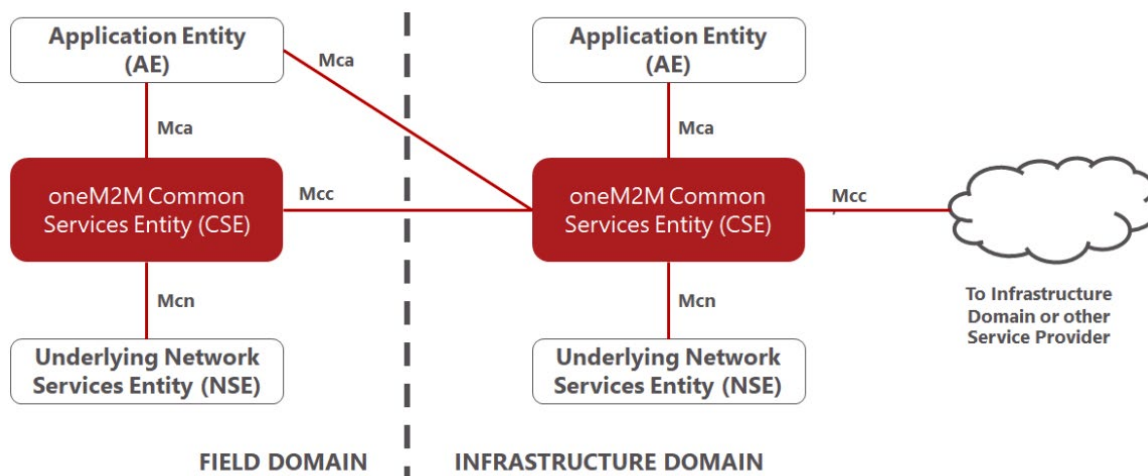 Application Entity
(AE)
Mca
Mca
oneM2M Common
Services Entity (CSE)
Mcc
Mcn
Underlying Network
Services Entity (NSE)
FIELD DOMAIN
Application Entity
(AE)
Mca
oneM2M Common
Services Entity (CSE)
Mcc
Mcn
Underlying Network
Services Entity (NSE)
INFRASTRUCTURE DOMAIN
To Infrastructure
Domain or other
Service Provider